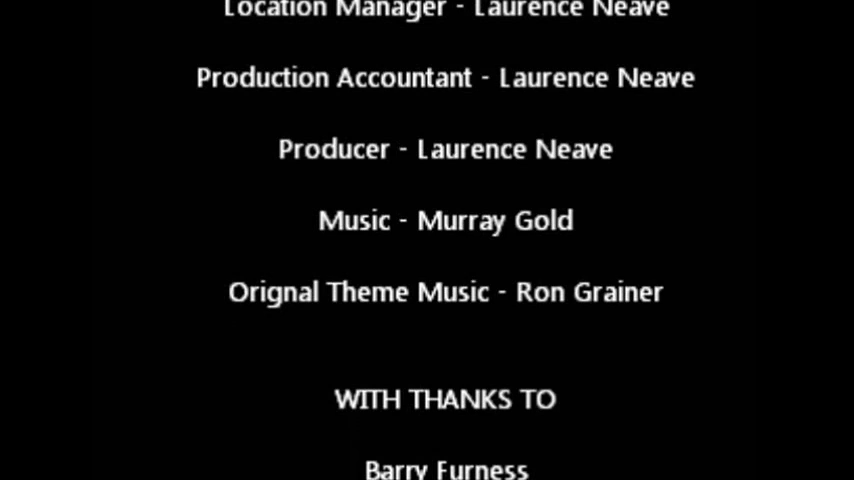 Location Manager - Laurence Neave
Production Accountant - Laurence Neave
Producer - Laurence Neave
Music - Murray Gold
Orignal Theme Music - Ron Grainer
WITH THANKS TO
Barry Furness